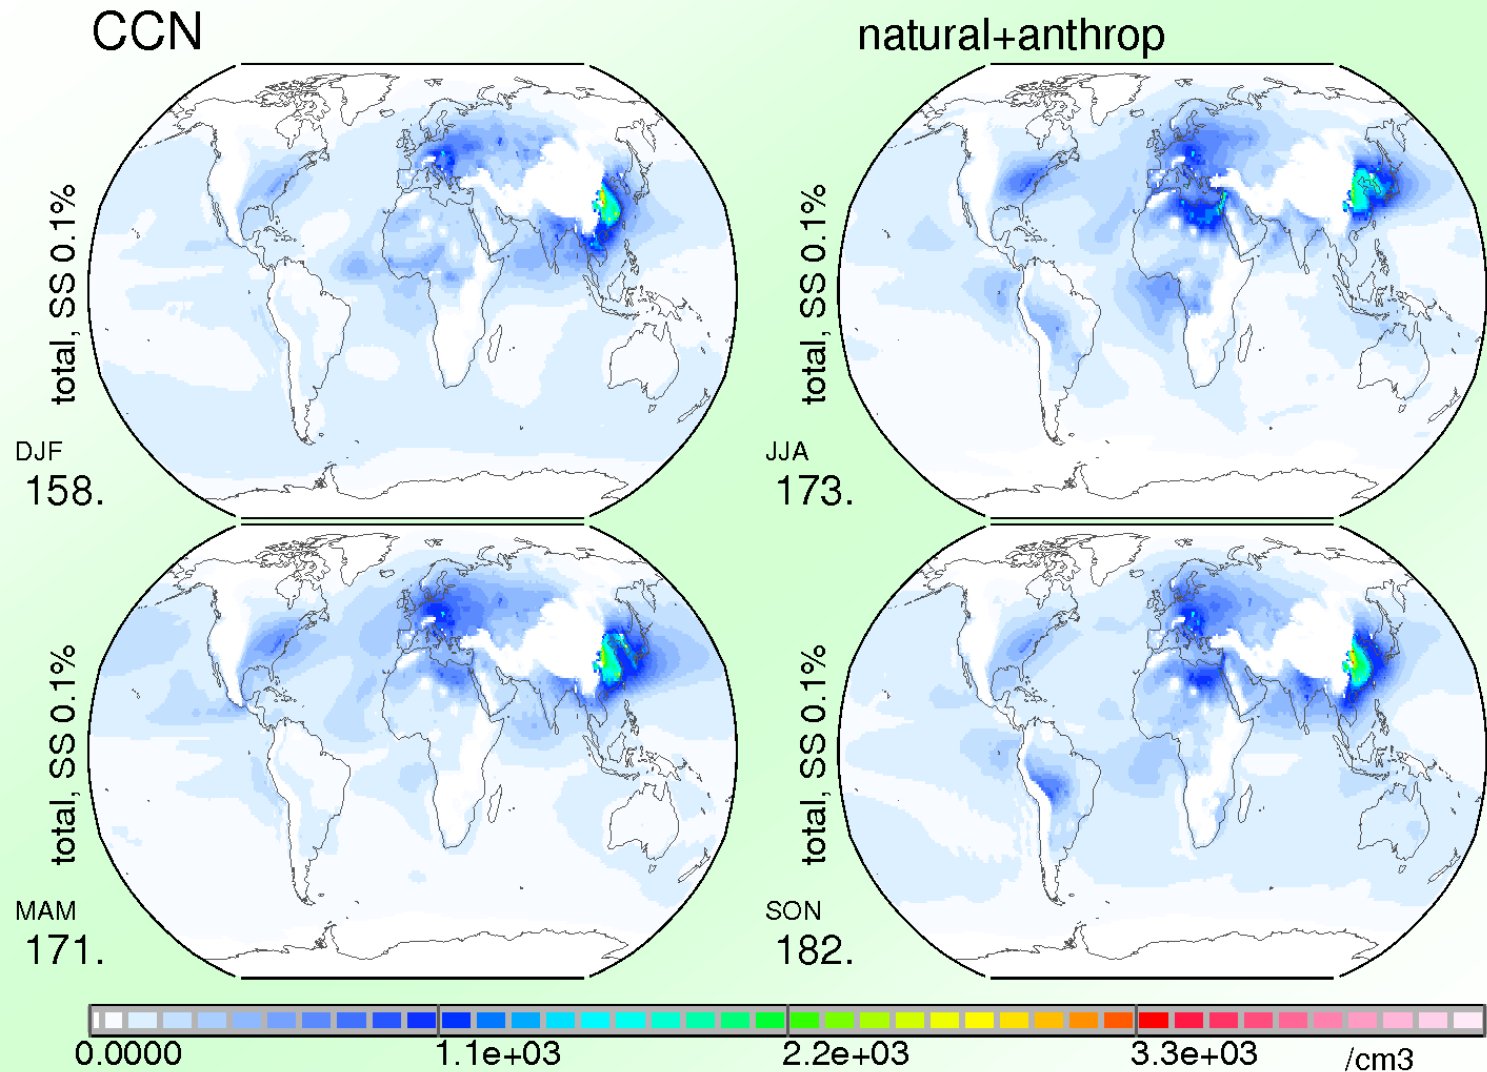 CCN
natural+anthrop
total, SS 0.1%
DJF
158.
total, SS 0.1%
JJA
173.
total, SS 0.1%
MAM
171.
total, SS 0.1%
SON
182.
0.0000 1.1e+03 2.2e+03 3.3e+03 /cm3